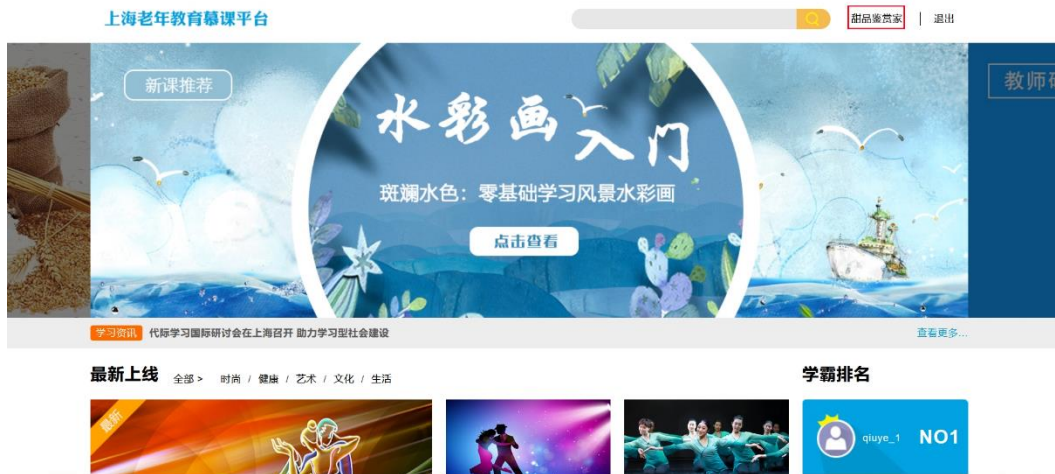 上海老年教育慕课平台
甜品鉴赏家 | 退出
新课推荐
水彩画入门
教师研
斑斓水色：零基础学习风景水彩画
点击查看
学习资讯 代际学习国际研讨会在上海召开 助力学习型社会建设 查看更多...
最新上线 全部 > 时尚 / 健康 / 艺术 / 文化 / 生活 学霸排名
最新
qiuye_1 NO1